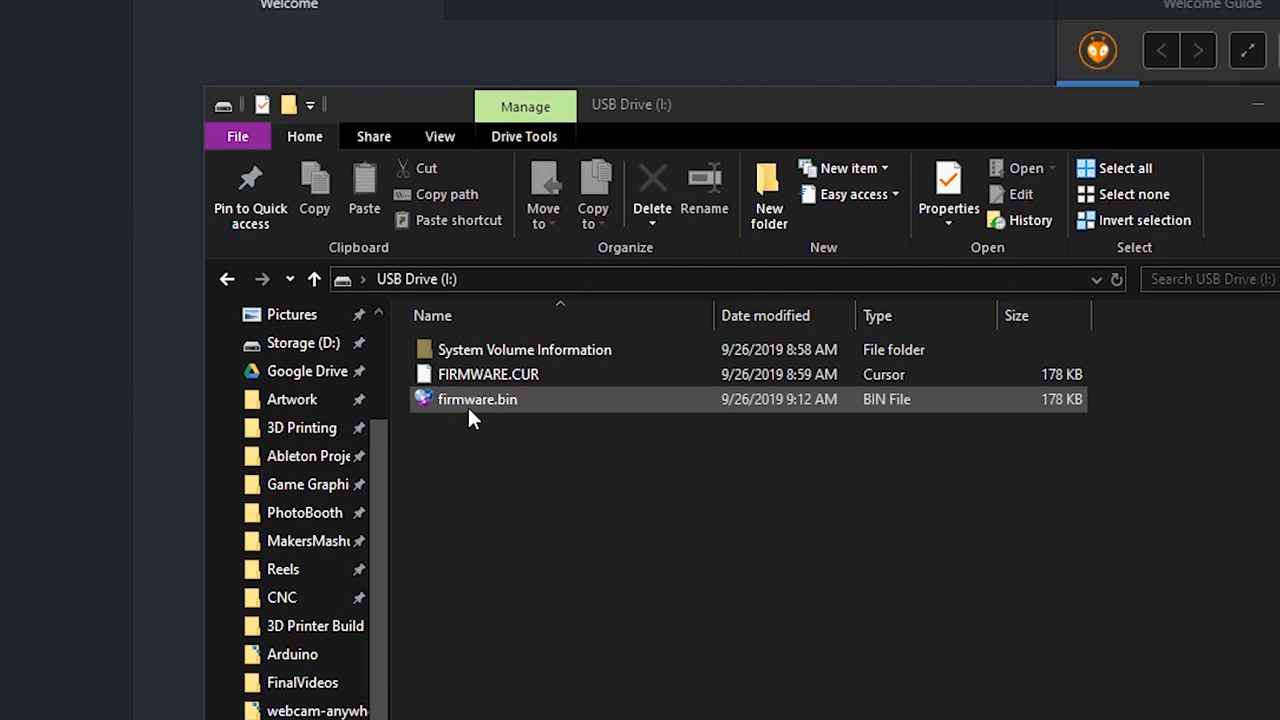 Welcome
Welcome Guide
Manage
USB Drive (I:)
File
Home
Share
View
Drive Tools
Pin to Quick
access
Copy
Paste
Cut
Copy path
Paste shortcut
Clipboard
Move
to
Copy
to
Delete
Rename
Organize
New
folder
New item
Easy access
New
Properties
Open
Edit
History
Open
Select all
Select none
Invert selection
Select
USB Drive (I:)
Search USB Drive (I:)
Name
Date modified
Type
Size
System Volume Information 9/26/2019 8:58 AM File folder
FIRMWARE.CUR 9/26/2019 8:59 AM Cursor 178 KB
firmware.bin 9/26/2019 9:12 AM BIN File 178 KB
Pictures
Storage (D:)
Google Drive
Artwork
3D Printing
Ableton Proje
Game Graphi
PhotoBooth
MakersMashu
Reels
CNC
3D Printer Build
Arduino
FinalVideos
webcam-anywh